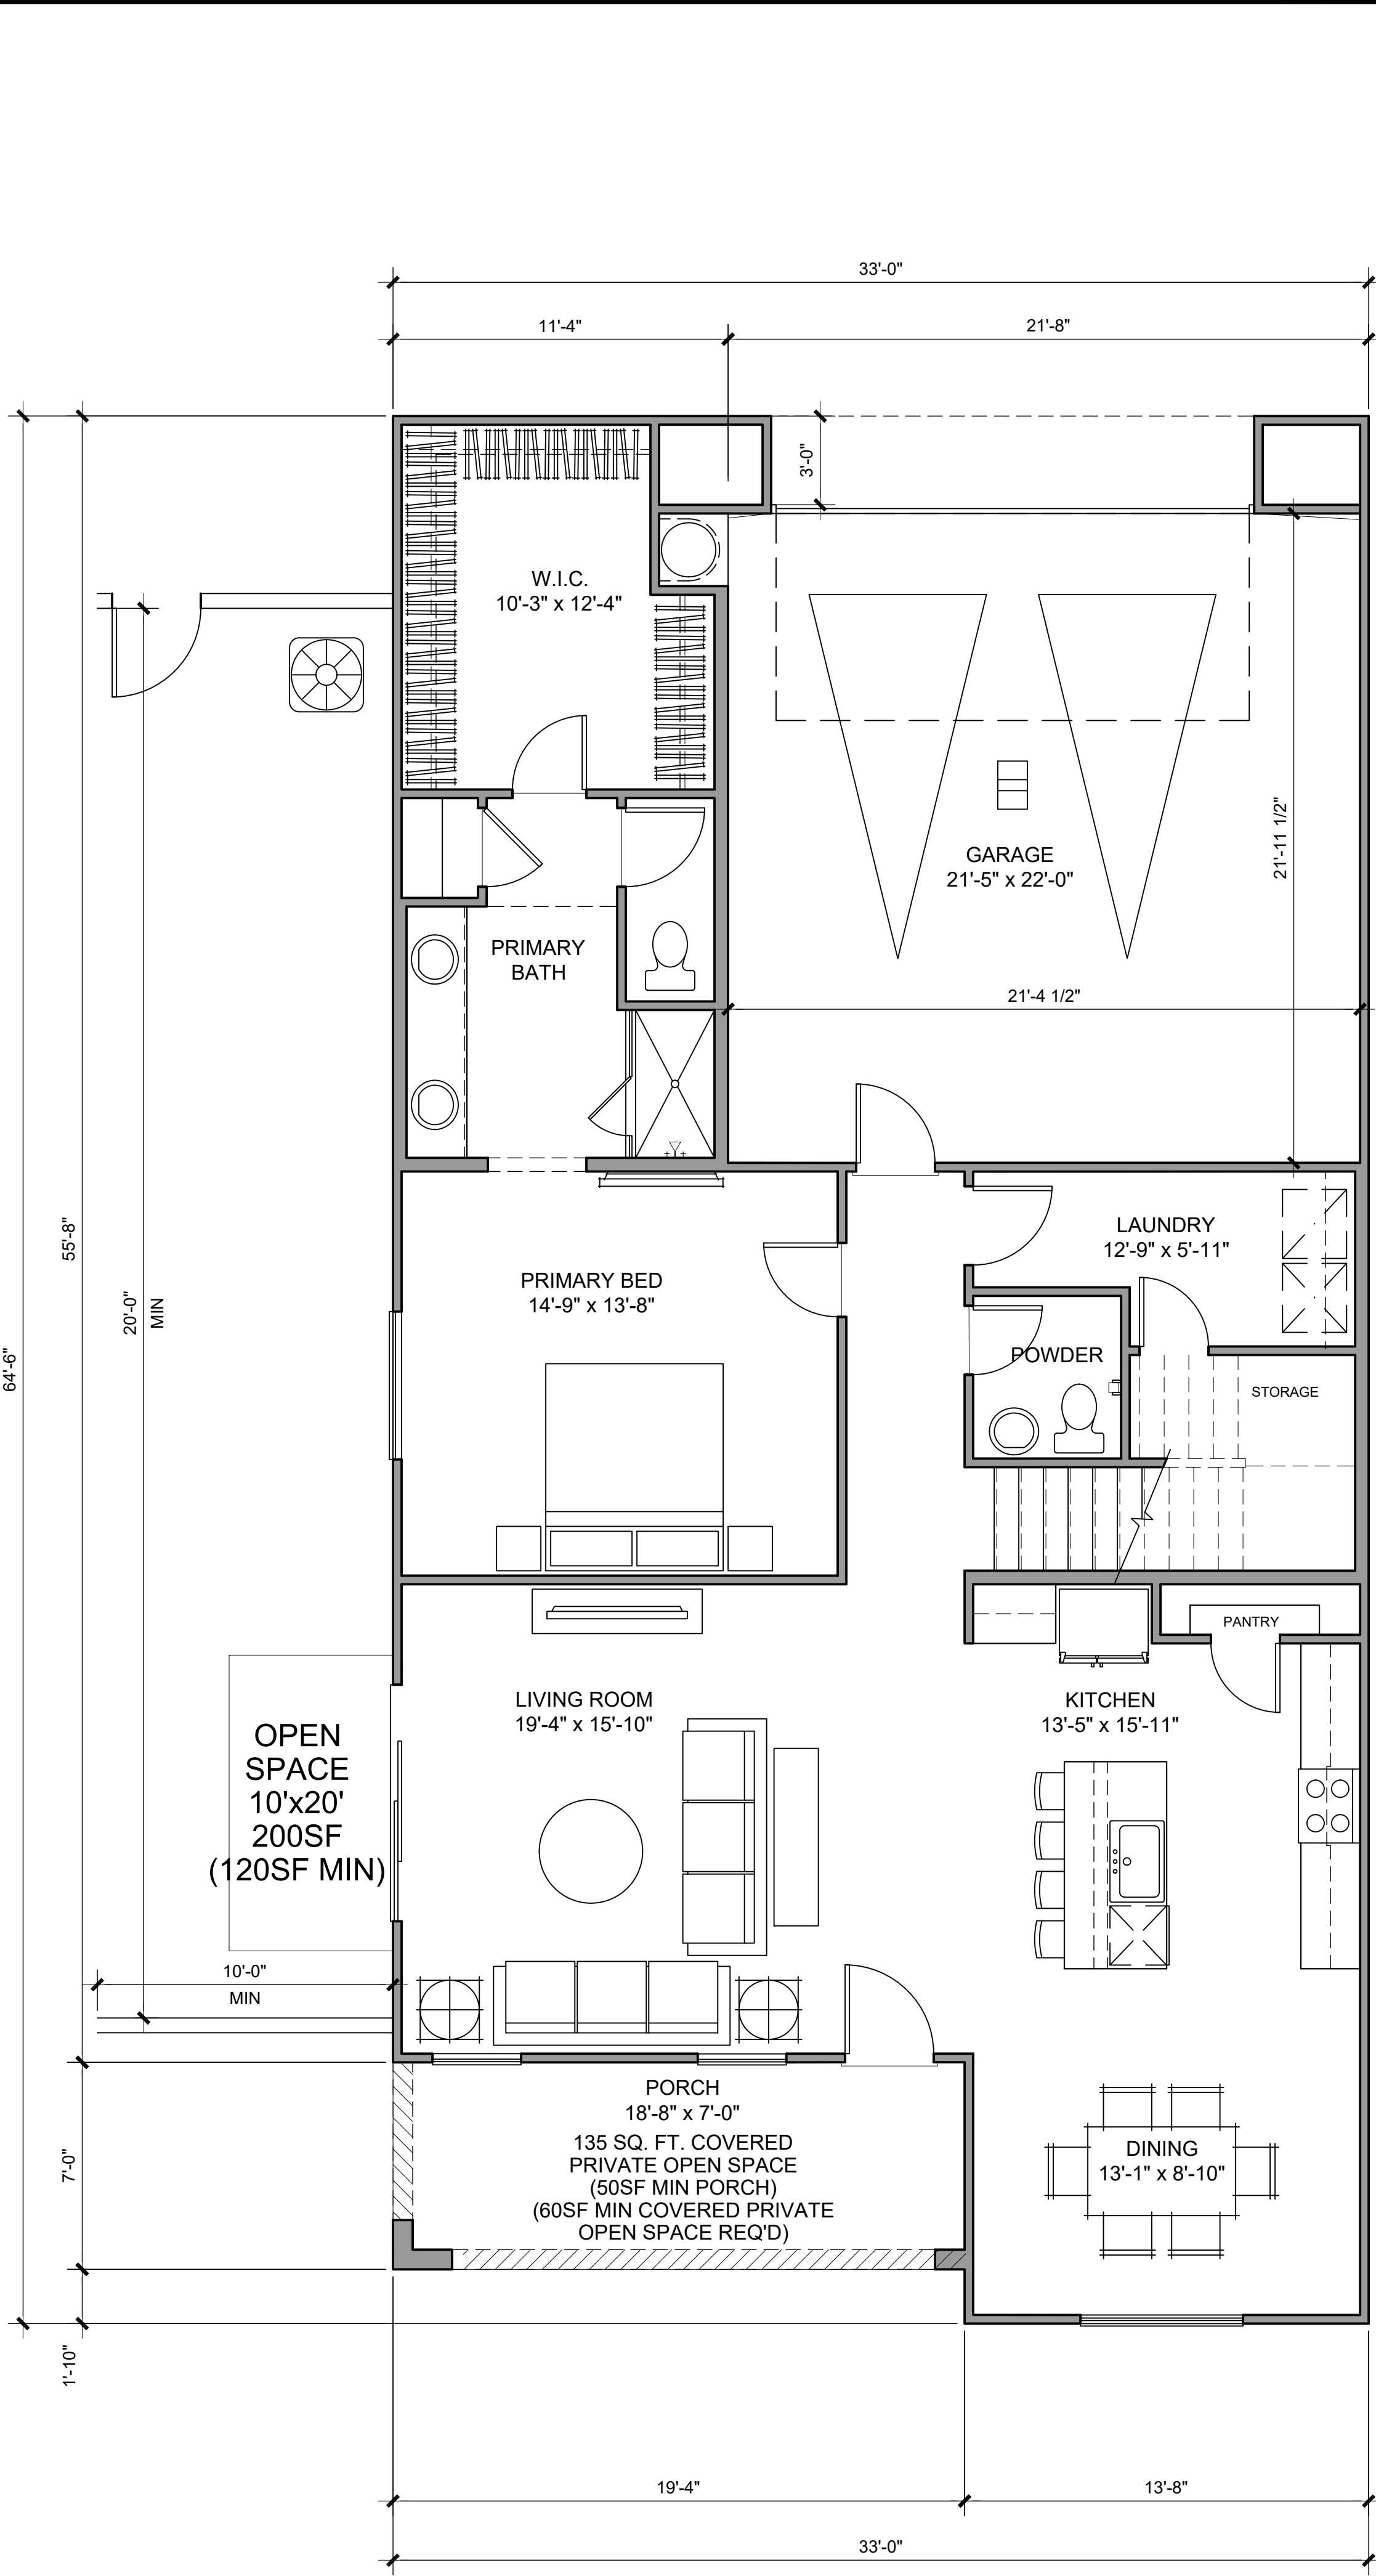 33'-0"
11'-4"
21'-8"
3'-0"
W.I.C.
10'-3" x 12'-4"
GARAGE
21'-5" x 22'-0"
21'-11 1/2"
PRIMARY
BATH
21'-4 1/2"
55'-8"
20'-0"
MIN
64'-6"
LAUNDRY
12'-9" x 5'-11"
PRIMARY BED
14'-9" x 13'-8"
POWDER
STORAGE
PANTRY
LIVING ROOM
19'-4" x 15'-10"
KITCHEN
13'-5" x 15'-11"
OPEN
SPACE
10'x20'
200SF
(120SF MIN)
10'-0"
MIN
PORCH
18'-8" x 7'-0"
135 SQ. FT. COVERED
PRIVATE OPEN SPACE
(50SF MIN PORCH)
(60SF MIN COVERED PRIVATE
OPEN SPACE REQ'D)
DINING
13'-1" x 8'-10"
7'-0"
1'-10"
19'-4"
13'-8"
33'-0"